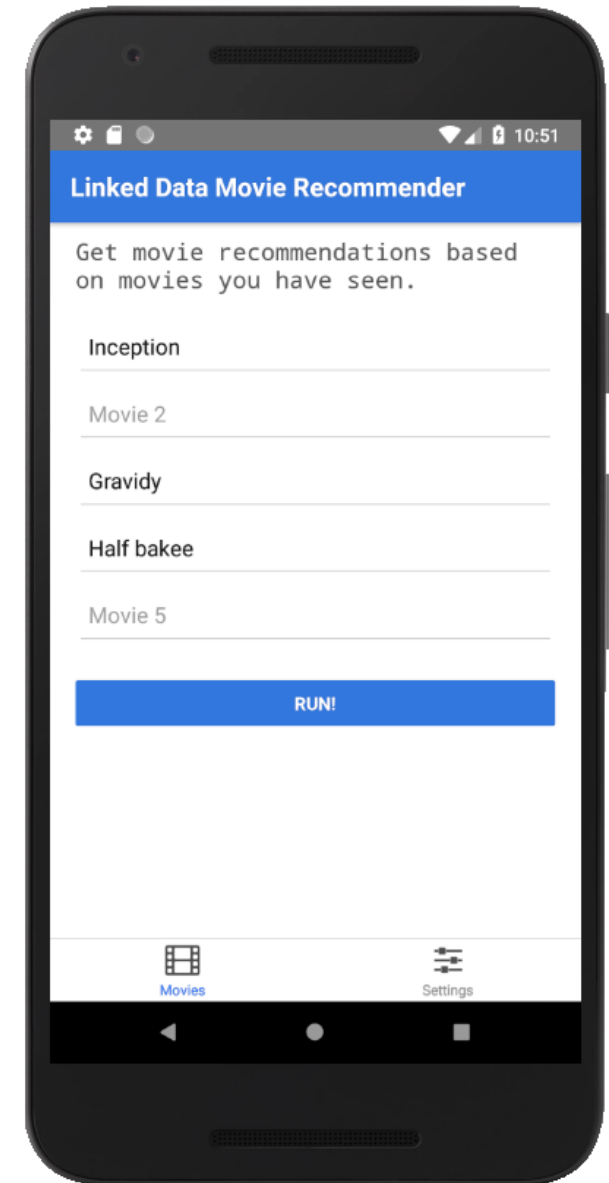 10:51
Linked Data Movie Recommender
Get movie recommendations based
on movies you have seen.
Inception
Movie 2
Gravidy
Half bakee
Movie 5
RUN!
Movies
Settings